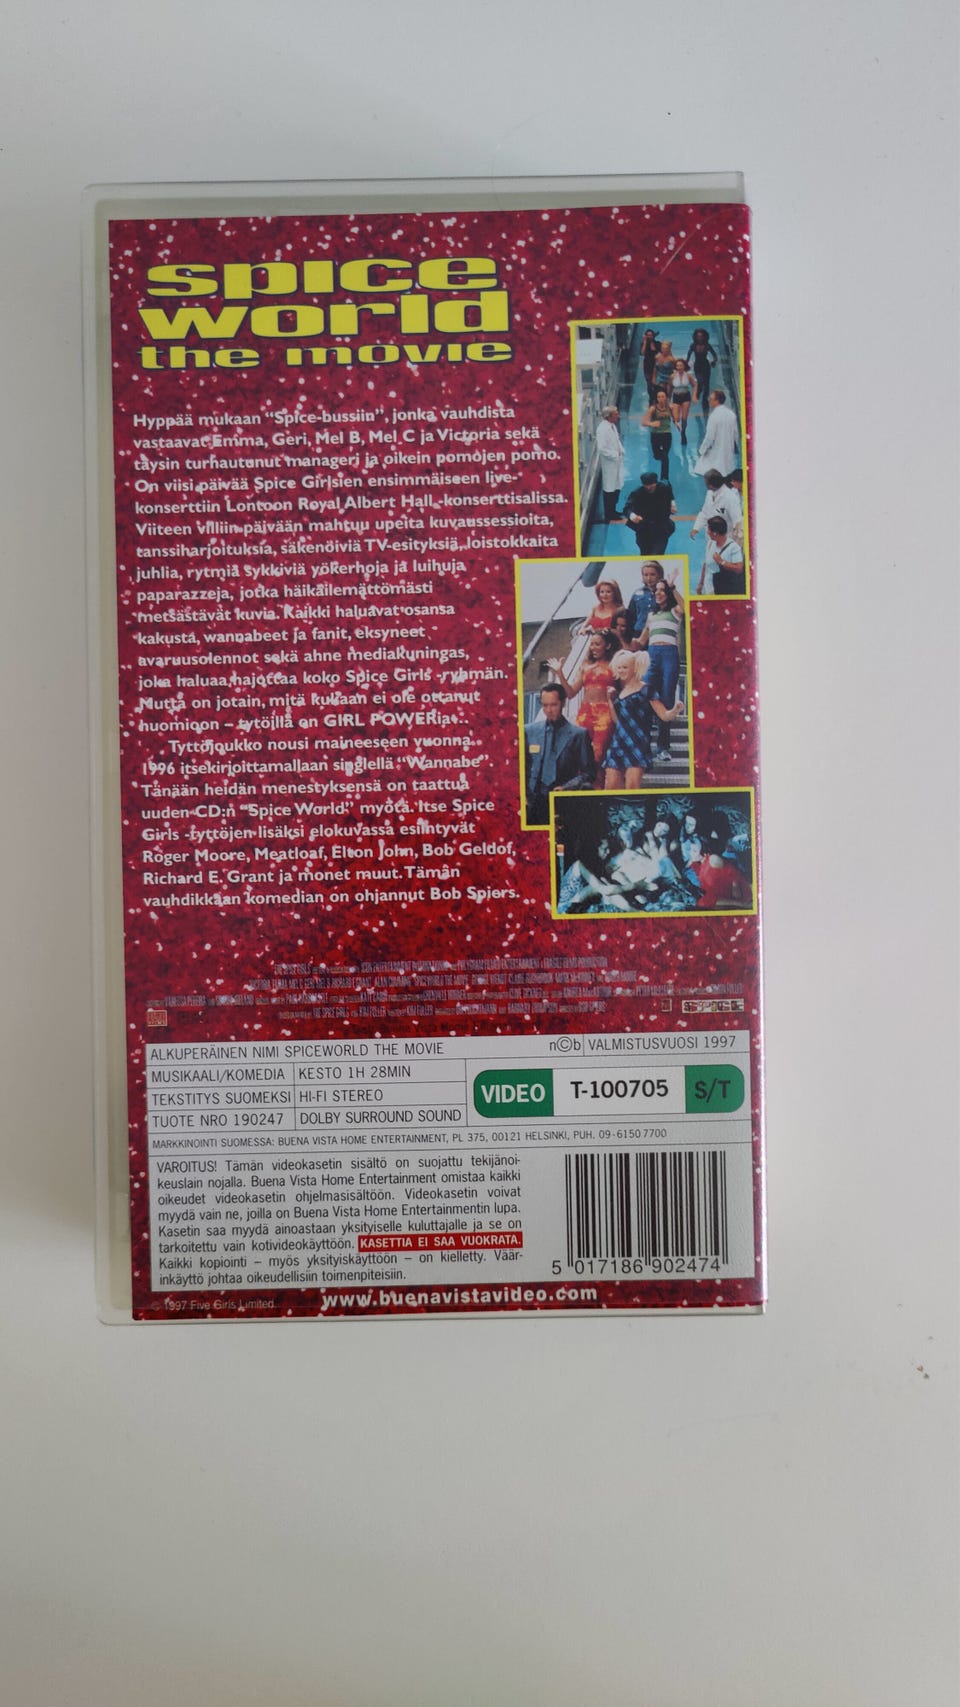 spice
world
the movie
Hyppää mukaan "Spice-bussiin", jonka vauhdista
vastaavat Emma, Geri, Mel B, Mel C ja Victoria sekä
täysin turhautunut manageri ja oikein pomojen pomo.
On viisi päivää Spice Girlsien ensimmäiseen live-
konserttiin Lontoon Royal Albert Hall -konserttisalissa.
Viiteen villiin päivään mahtuu upeita kuvaussessioita,
tanssiharjoituksia, säkenöiviä TV-esityksiä, loistokkaita
juhlia, rytmiä sykkiviä yökerhoja ja luihuja
paparazzeja, jotka häikäilemättömästi
metsästävät kuvia. Kaikki haluavat osansa
kakusta, wannabeet ja fanit, eksyneet
avaruusolennot sekä ahne mediakuningas,
joka haluaa hajottaa koko Spice Girls -ryhmän.
Mutta on jotain, mitä kukaan ei ole ottanut
huomioon – tytöillä on GIRL POWERia...
Tyttöjoukko nousi maineeseen vuonna
1996 itsekirjoittamallaan singlellä "Wannabe".
Tänään heidän menestyksensä on taattua
uuden CD:n "Spice World" myötä. Itse Spice
Girls -tyttöjen lisäksi elokuvassa esiintyvät
Roger Moore, Meatloaf, Elton John, Bob Geldof,
Richard E. Grant ja monet muut. Tämän
vauhdikkaan komedian on ohjannut Bob Spiers.
ALKUPERÄINEN NIMI SPICEWORLD THE MOVIE
n©b VALMISTUSVUOSI 1997
MUSIKAALI/KOMEDIA KESTO 1H 28MIN
TEKSTITYS SUOMEKSI HI-FI STEREO
TUOTE NRO 190247 DOLBY SURROUND SOUND
VIDEO T-100705 S/T
MARKKINOINTI SUOMESSA: BUENA VISTA HOME ENTERTAINMENT, PL 375, 00121 HELSINKI, PUH. 09-6150 7700
VAROITUS! Tämän videokasetin sisältö on suojattu tekijänoi-
keuslain nojalla. Buena Vista Home Entertainment omistaa kaikki
oikeudet videokasetin ohjelmasisältöön. Videokasetin voivat
myydä vain ne, joilla on Buena Vista Home Entertainmentin lupa.
Kasetin saa myydä ainoastaan yksityiselle kuluttajalle ja se on
tarkoitettu vain kotivideokäyttöön. KASETTIA EI SAA VUOKRATA.
Kaikki kopiointi – myös yksityiskäyttöön – on kielletty. Väär-
inkäyttö johtaa oikeudellisiin toimenpiteisiin.
5 017186 902474
© 1997 Five Girls Limited.
www.buenavistavideo.com